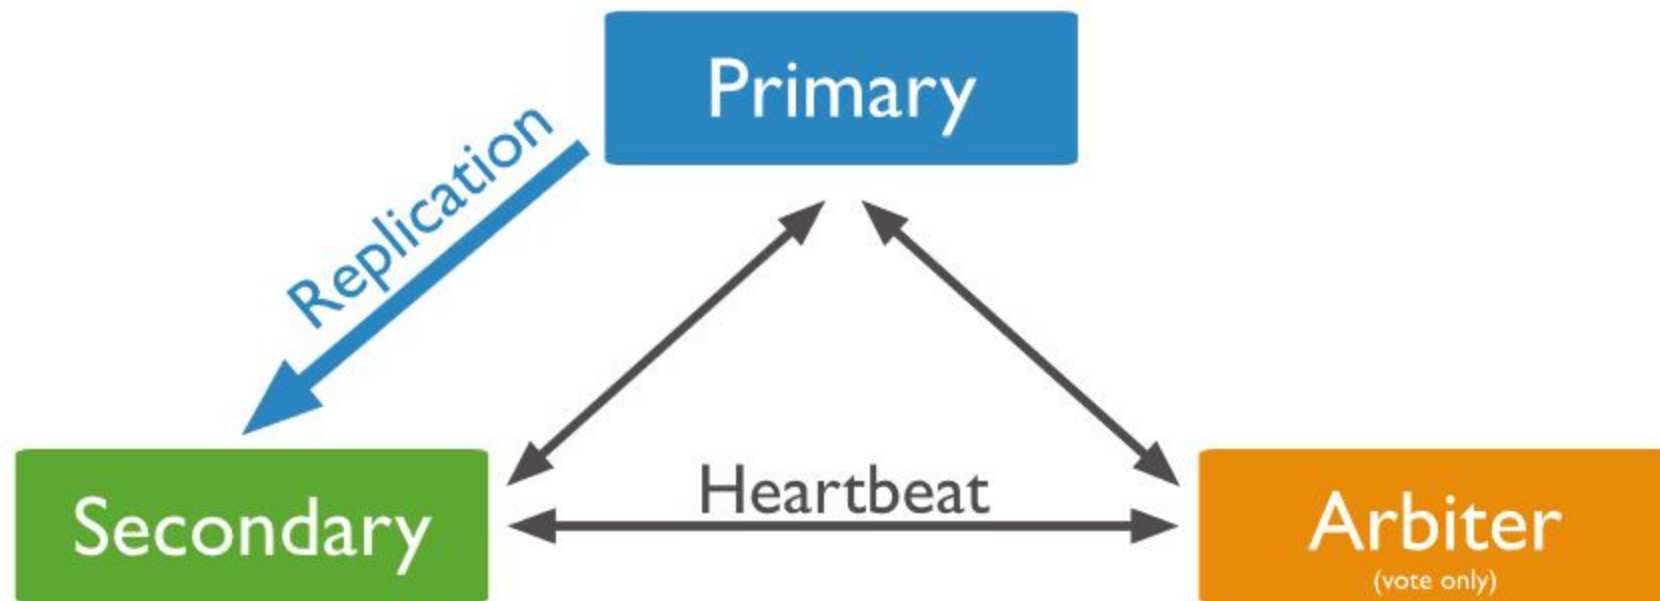 Primary
Replication
Heartbeat
Secondary
Arbiter
(vote only)